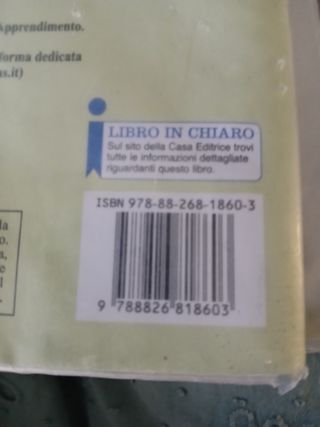 Apprendimento.
forma dedicata
s.it)
LIBRO IN CHIARO
Sul sito della Casa Editrice trovi
tutte le informazioni dettagliate
riguardanti questo libro.
ISBN 978-88-268-1860-3
9 788826 818603
la
o.
a,
e
l